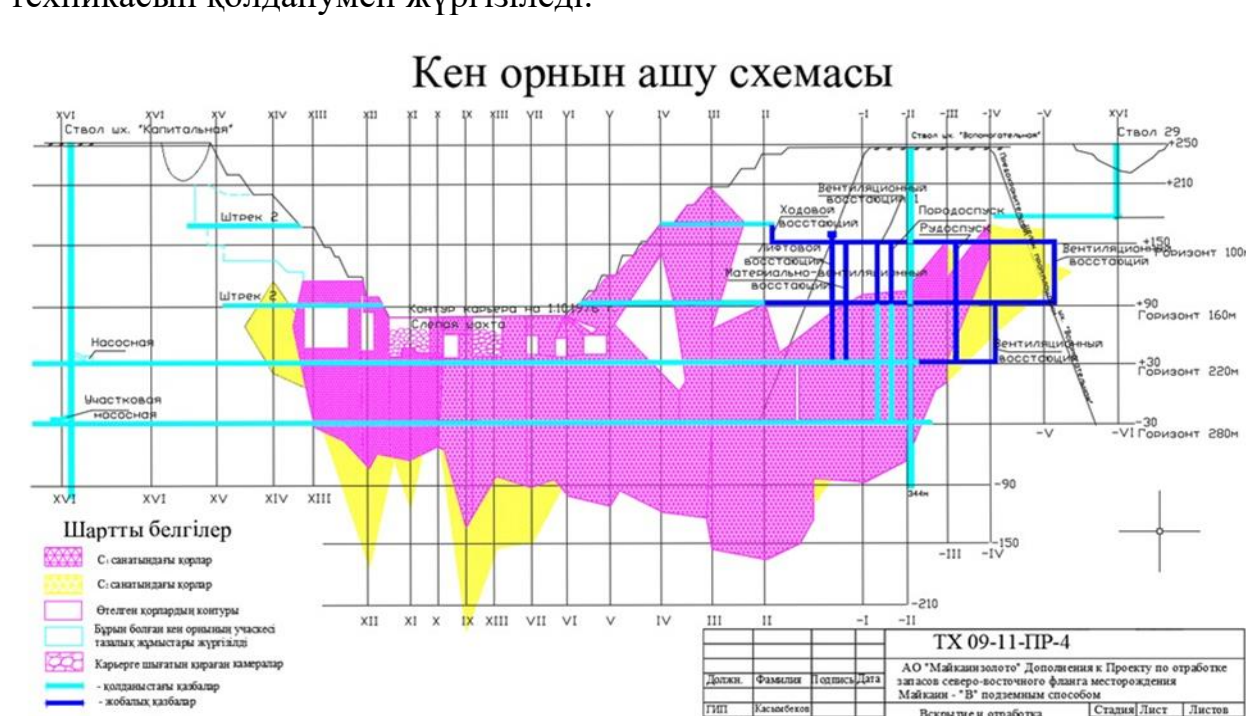 техникасын қолданумен жүргізіледі.
Кен орнын ашу схемасы
XVI XVI XV XIV XIII XII XI X IX XIII VII VI V IV III II -I -II -III -IV -V XVI
Ствол шх. "Капитальная"
Ствол шх. "Вспомогательная"
Ствол 29
+250
+210
Вентиляционный
восстающий 1
Ходовой
восстающий
Породоспуск
Рудоспуск
Штрек 2
+150
Лифтовой
восстающий
Вентиляционный
восстающий
Горизонт 100м
Материально-вентиляционный
восстающий
Штрек 2
Контур карьера на 1.10.1976 г.
+90
Горизонт 160м
Слепая шахта
Насосная
Вентиляционный
восстающий
+30
Горизонт 220м
Участковая
насосная
-30
-V
-VI
Горизонт 280м
-90
344м
XVI XVI XV XIV XIII
-150
-III -IV
-210
XII XI X IX XIII VII VI V IV III II -I -II
Шартты белгілер
С₁ санатындағы қорлар
С₂ санатындағы қорлар
Өтелген қорлардың контуры
Бұрын болған кен орнының учаскесі
тазалық жұмыстары жүргізілді
Карьерге шығатын қираған камералар
- қолданыстағы қазбалар
- жобалық қазбалар
ТХ 09-11-ПР-4
АО "Майкаинзолото" Дополнения к Проекту по отработке
запасов северо-восточного фланга месторождения
Майкаин - "В" подземным способом
Должн. Фамилия Подпись Дата
ГИП Касымбеков
Вскрытие и отработка
Стадия Лист Листов